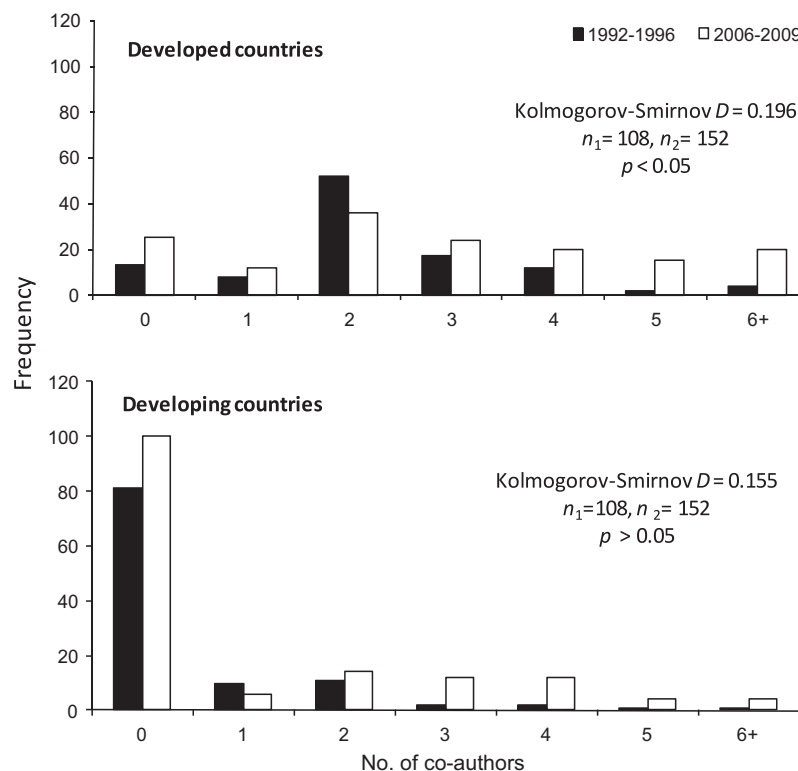 120
Developed countries
1992-1996
2006-2009
100
80
Kolmogorov-Smirnov D = 0.196
n1= 108, n2= 152
p < 0.05
60
40
20
0
0 1 2 3 4 5 6+
Frequency
120
Developing countries
100
Kolmogorov-Smirnov D = 0.155
n1=108, n 2= 152
p > 0.05
80
60
40
20
0
0 1 2 3 4 5 6+
No. of co-authors